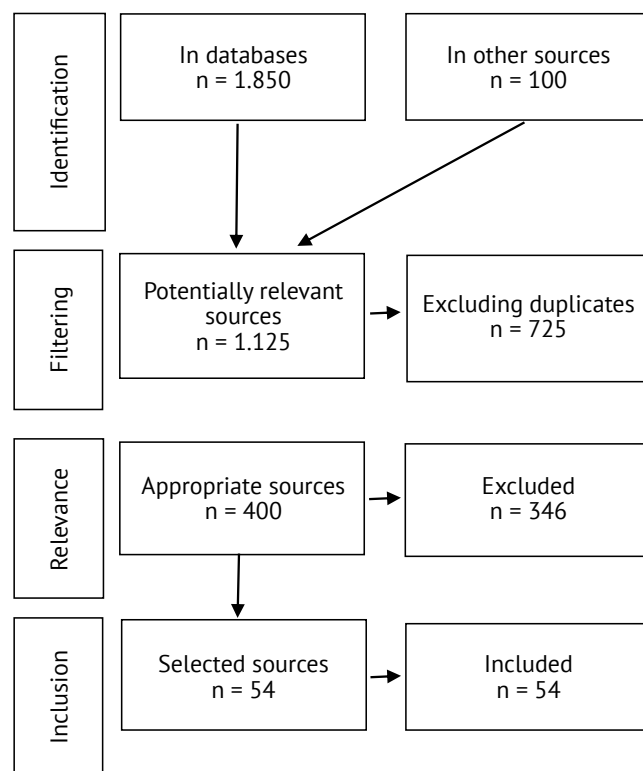 Identification
In databases
n = 1.850
In other sources
n = 100
Filtering
Potentially relevant
sources
n = 1.125
Excluding duplicates
n = 725
Relevance
Appropriate sources
n = 400
Excluded
n = 346
Inclusion
Selected sources
n = 54
Included
n = 54